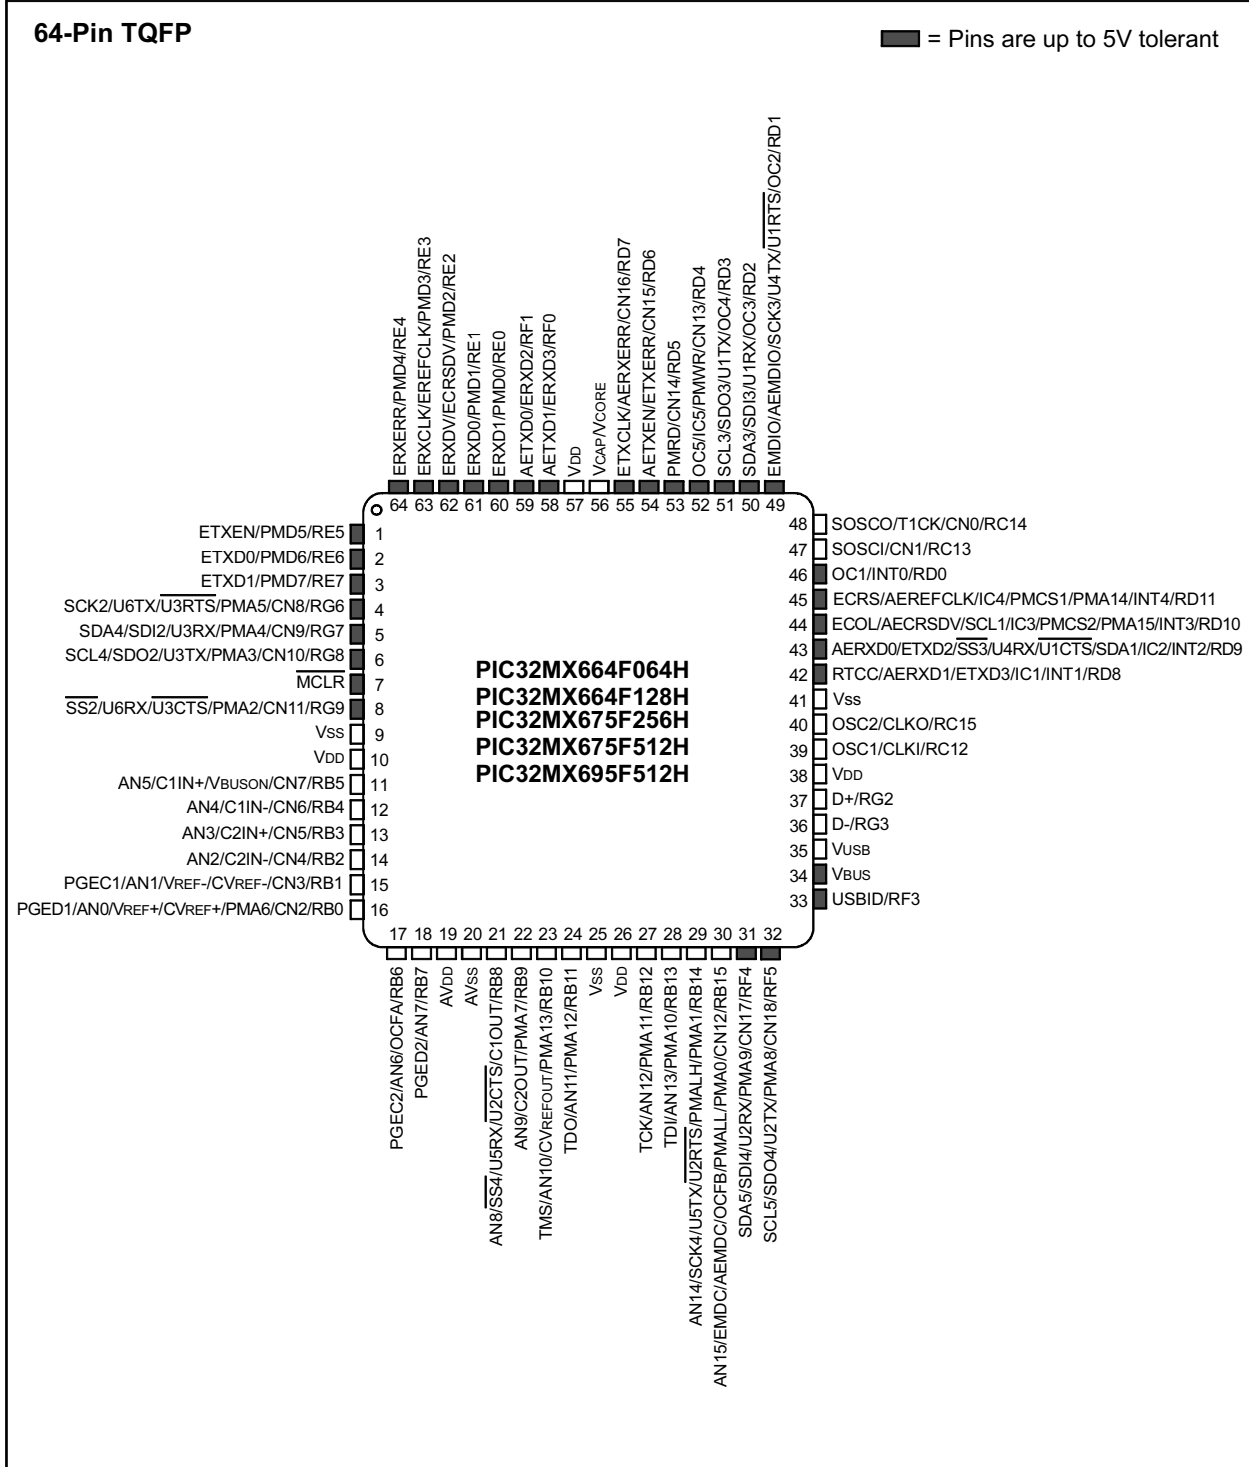 64-Pin TQFP
= Pins are up to 5V tolerant
ERXERR/PMD4/RE4
ERXCLK/EREFCLK/PMD3/RE3
ERXDV/ECRSDV/PMD2/RE2
ERXD0/PMD1/RE1
ERXD1/PMD0/RE0
AETXD0/ERXD2/RF1
AETXD1/ERXD3/RF0
VDD
VCAP/VCORE
ETXCLK/AERXERR/CN16/RD7
AETXEN/ETXERR/CN15/RD6
PMRD/CN14/RD5
OC5/IC5/PMWR/CN13/RD4
SCL3/SDO3/U1TX/OC4/RD3
SDA3/SDI3/U1RX/OC3/RD2
EMDIO/AEMDIO/SCK3/U4TX/U1RTS/OC2/RD1
64 63 62 61 60 59 58 57 56 55 54 53 52 51 50 49
ETXEN/PMD5/RE5 1
ETXD0/PMD6/RE6 2
ETXD1/PMD7/RE7 3
SCK2/U6TX/U3RTS/PMA5/CN8/RG6 4
SDA4/SDI2/U3RX/PMA4/CN9/RG7 5
SCL4/SDO2/U3TX/PMA3/CN10/RG8 6
MCLR 7
SS2/U6RX/U3CTS/PMA2/CN11/RG9 8
VSS 9
VDD 10
AN5/C1IN+/VBUSON/CN7/RB5 11
AN4/C1IN-/CN6/RB4 12
AN3/C2IN+/CN5/RB3 13
AN2/C2IN-/CN4/RB2 14
PGEC1/AN1/VREF-/CVREF-/CN3/RB1 15
PGED1/AN0/VREF+/CVREF+/PMA6/CN2/RB0 16
PIC32MX664F064H
PIC32MX664F128H
PIC32MX675F256H
PIC32MX675F512H
PIC32MX695F512H
48 SOSCO/T1CK/CN0/RC14
47 SOSCI/CN1/RC13
46 OC1/INT0/RD0
45 ECRS/AEREFCLK/IC4/PMCS1/PMA14/INT4/RD11
44 ECOL/AECRSDV/SCL1/IC3/PMCS2/PMA15/INT3/RD10
43 AERXD0/ETXD2/SS3/U4RX/U1CTS/SDA1/IC2/INT2/RD9
42 RTCC/AERXD1/ETXD3/IC1/INT1/RD8
41 Vss
40 OSC2/CLKO/RC15
39 OSC1/CLKI/RC12
38 VDD
37 D+/RG2
36 D-/RG3
35 VUSB
34 VBUS
33 USBID/RF3
17 18 19 20 21 22 23 24 25 26 27 28 29 30 31 32
PGEC2/AN6/OCFA/RB6
PGED2/AN7/RB7
AVDD
AVSS
AN8/SS4/U5RX/U2CTS/C1OUT/RB8
AN9/C2OUT/PMA7/RB9
TMS/AN10/CVREFOUT/PMA13/RB10
TDO/AN11/PMA12/RB11
VSS
VDD
TCK/AN12/PMA11/RB12
TDI/AN13/PMA10/RB13
AN14/SCK4/U5TX/U2RTS/PMALH/PMA1/RB14
AN15/EMDC/AEMDC/OCFB/PMALL/PMA0/CN12/RB15
SDA5/SDI4/U2RX/PMA9/CN17/RF4
SCL5/SDO4/U2TX/PMA8/CN18/RF5